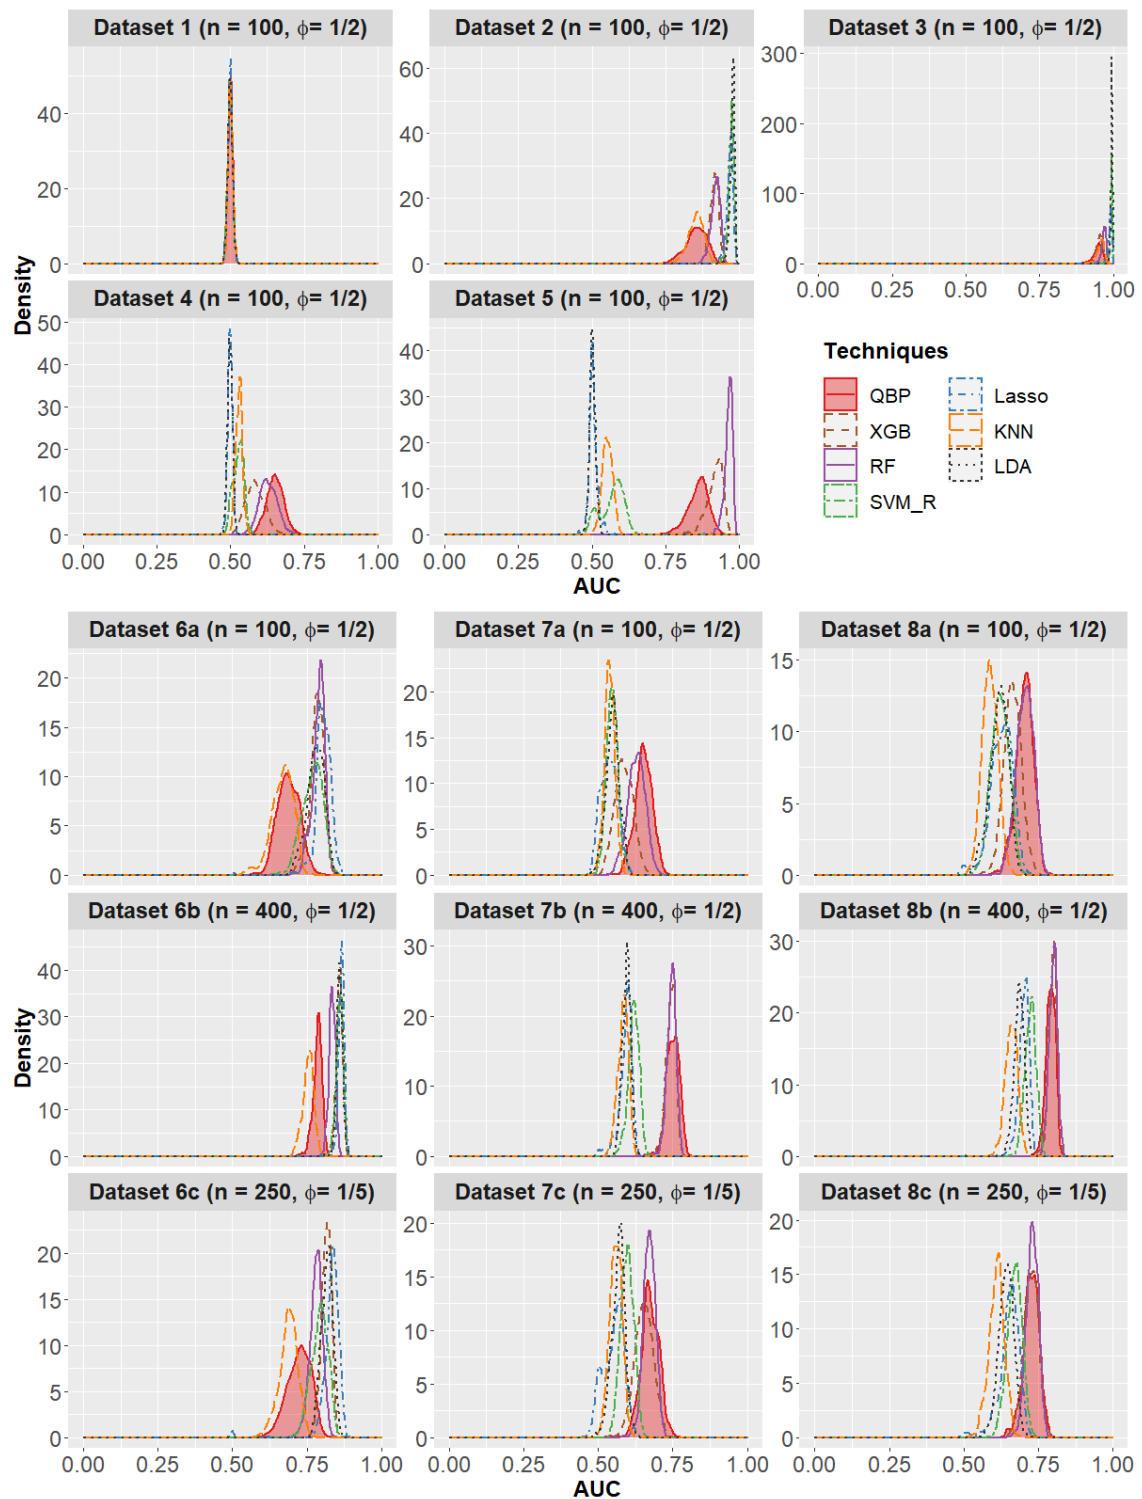 Dataset 1 (n = 100, ϕ= 1/2)
Dataset 2 (n = 100, ϕ= 1/2)
Dataset 3 (n = 100, ϕ= 1/2)
40
20
0
60
40
20
0
300
200
100
0
0.00 0.25 0.50 0.75 1.00
Density
Dataset 4 (n = 100, ϕ= 1/2)
Dataset 5 (n = 100, ϕ= 1/2)
50
40
30
20
10
0
40
30
20
10
0
0.00 0.25 0.50 0.75 1.00
0.00 0.25 0.50 0.75 1.00
AUC
Techniques
QBP
XGB
RF
SVM_R
Lasso
KNN
LDA
Dataset 6a (n = 100, ϕ= 1/2)
Dataset 7a (n = 100, ϕ= 1/2)
Dataset 8a (n = 100, ϕ= 1/2)
20
15
10
5
0
20
15
10
5
0
15
10
5
0
Dataset 6b (n = 400, ϕ= 1/2)
Dataset 7b (n = 400, ϕ= 1/2)
Dataset 8b (n = 400, ϕ= 1/2)
40
30
20
10
0
30
20
10
0
30
20
10
0
Density
Dataset 6c (n = 250, ϕ= 1/5)
Dataset 7c (n = 250, ϕ= 1/5)
Dataset 8c (n = 250, ϕ= 1/5)
20
15
10
5
0
20
15
10
5
0
20
15
10
5
0
0.00 0.25 0.50 0.75 1.00
0.00 0.25 0.50 0.75 1.00
0.00 0.25 0.50 0.75 1.00
AUC